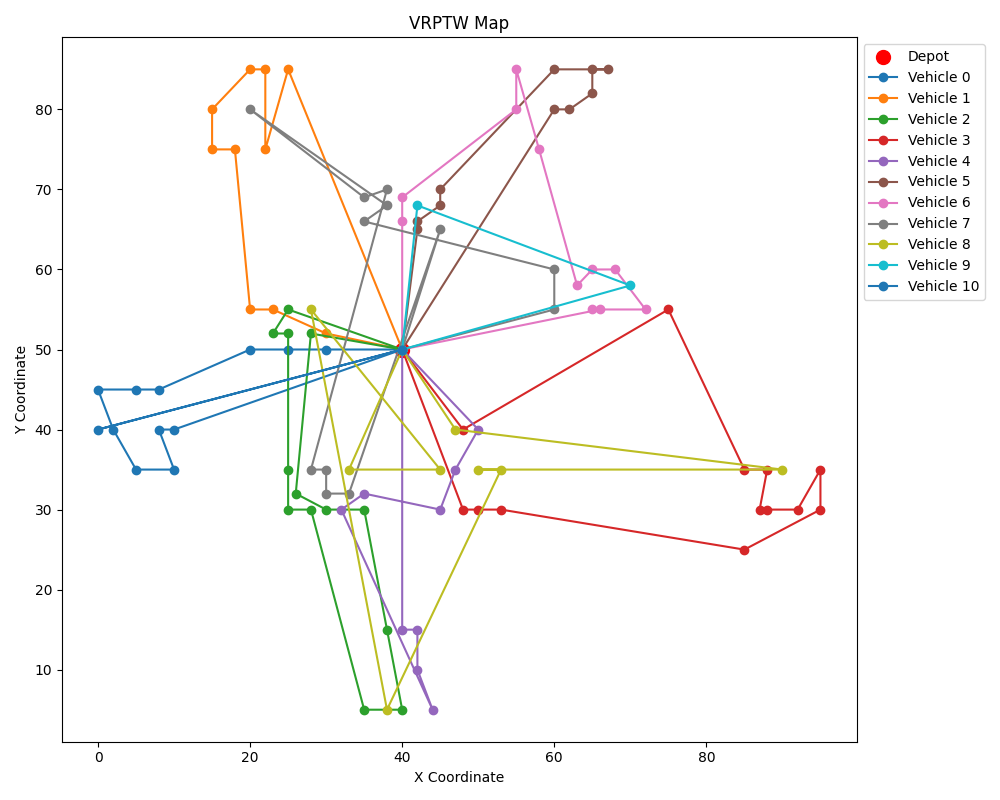 VRPTW Map
Depot
Vehicle 0
Vehicle 1
Vehicle 2
Vehicle 3
Vehicle 4
Vehicle 5
Vehicle 6
Vehicle 7
Vehicle 8
Vehicle 9
Vehicle 10
Y Coordinate
80
70
60
50
40
30
20
10
0 20 40 60 80
X Coordinate